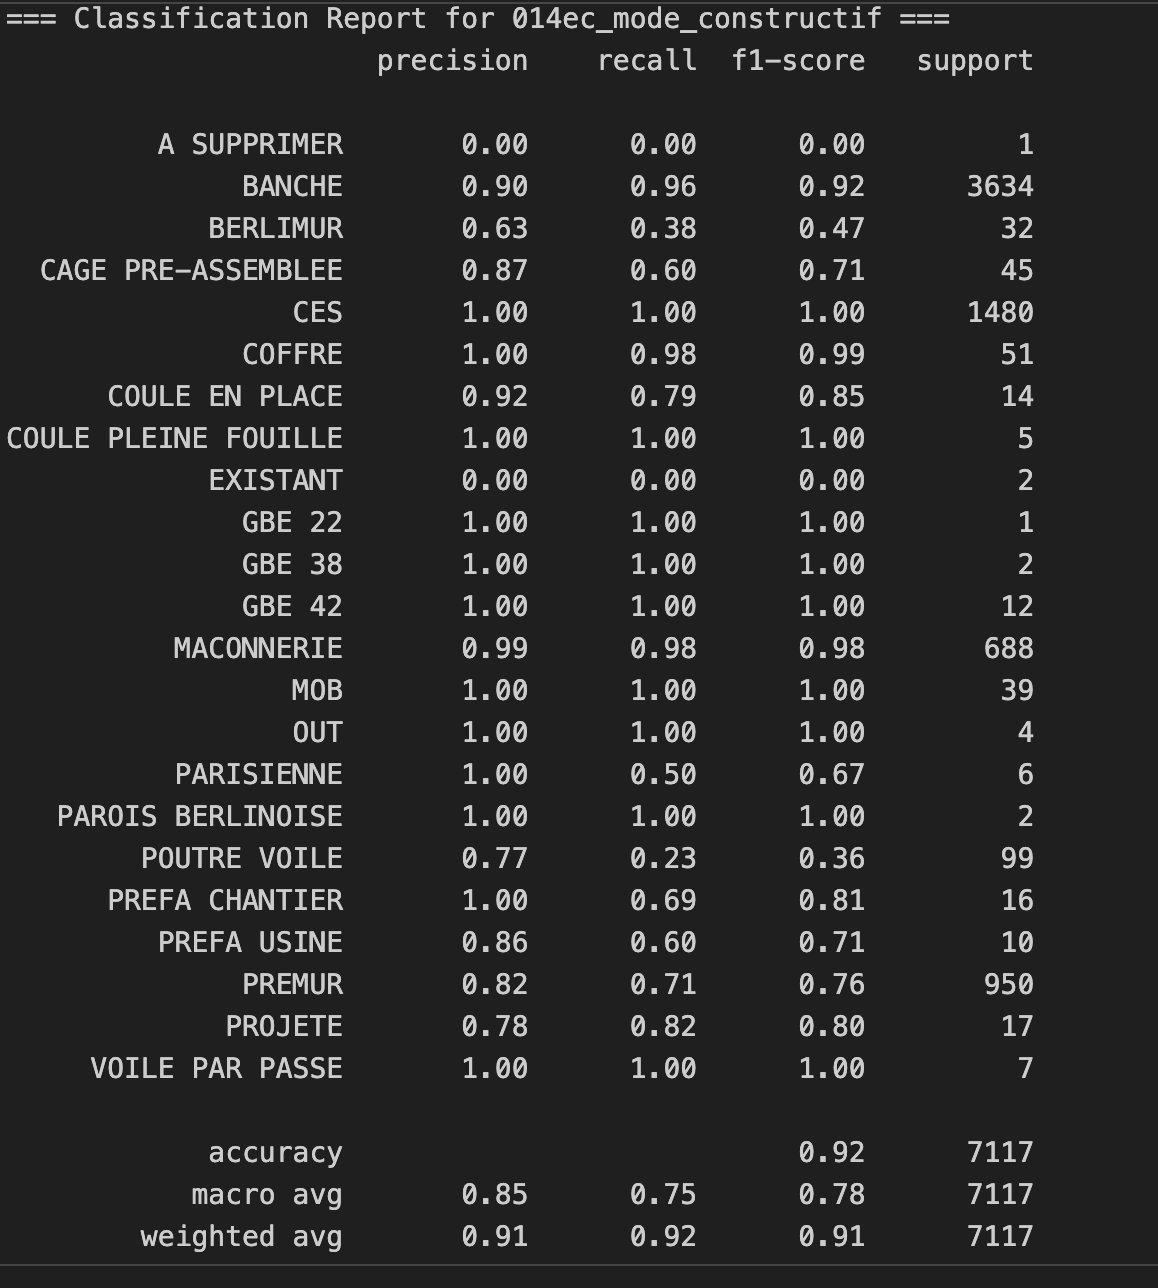 === Classification Report for 014ec_mode_constructif ===
precision recall f1-score support
A SUPPRIMER 0.00 0.00 0.00 1
BANCHE 0.90 0.96 0.92 3634
BERLIMUR 0.63 0.38 0.47 32
CAGE PRE-ASSEMBLEE 0.87 0.60 0.71 45
CES 1.00 1.00 1.00 1480
COFFRE 1.00 0.98 0.99 51
COULE EN PLACE 0.92 0.79 0.85 14
COULE PLEINE FOUILLE 1.00 1.00 1.00 5
EXISTANT 0.00 0.00 0.00 2
GBE 22 1.00 1.00 1.00 1
GBE 38 1.00 1.00 1.00 2
GBE 42 1.00 1.00 1.00 12
MACONNERIE 0.99 0.98 0.98 688
MOB 1.00 1.00 1.00 39
OUT 1.00 1.00 1.00 4
PARISIENNE 1.00 0.50 0.67 6
PAROIS BERLINOISE 1.00 1.00 1.00 2
POUTRE VOILE 0.77 0.23 0.36 99
PREFA CHANTIER 1.00 0.69 0.81 16
PREFA USINE 0.86 0.60 0.71 10
PREMUR 0.82 0.71 0.76 950
PROJETE 0.78 0.82 0.80 17
VOILE PAR PASSE 1.00 1.00 1.00 7
accuracy 0.92 7117
macro avg 0.85 0.75 0.78 7117
weighted avg 0.91 0.92 0.91 7117